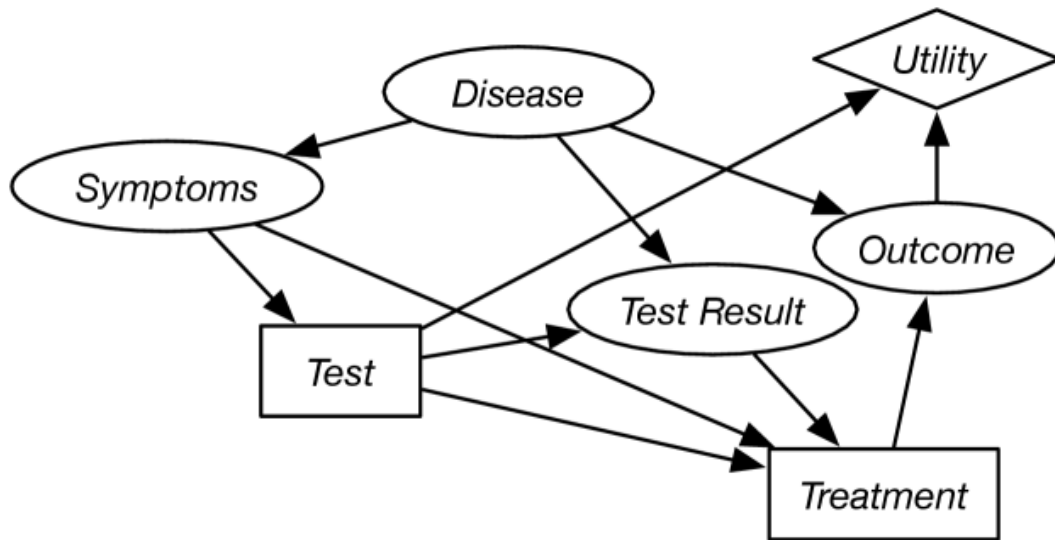 Utility
Disease
Symptoms
Outcome
Test Result
Test
Treatment